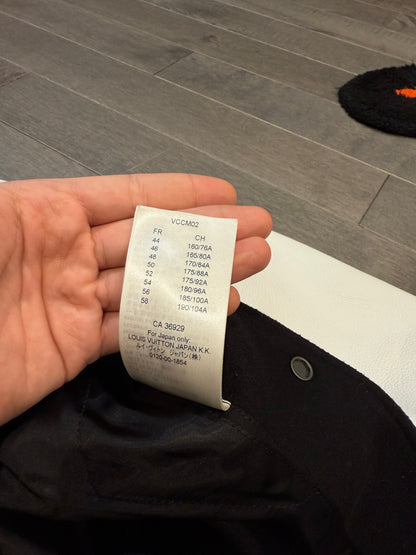 VCCM02
FR CH
44 160/76A
46 165/80A
48 170/84A
50 175/88A
52 175/92A
54 180/96A
56 185/100A
58 190/104A
CA 36929
For Japan only:
LOUIS VUITTON JAPAN K.K.
ルイ・ヴィトン ジャパン(株)
0120-00-1854